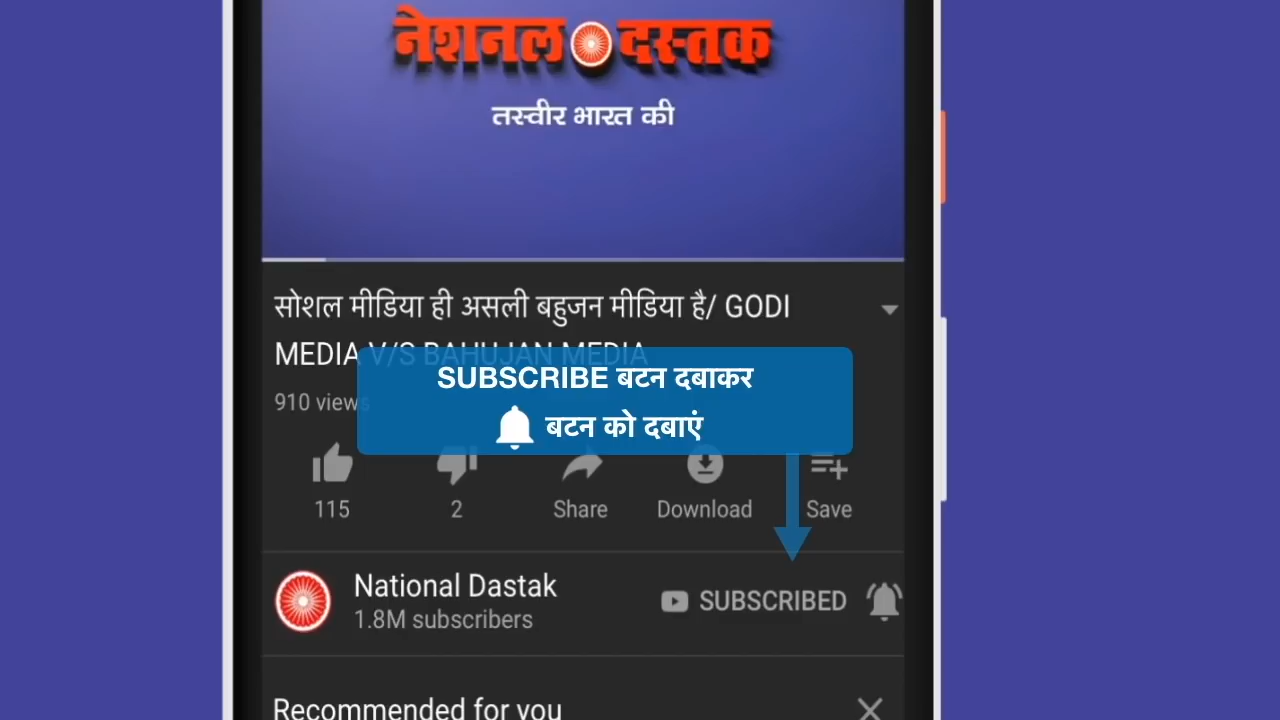 नेशनल दस्तक
तस्वीर भारत की
सोशल मीडिया ही असली बहुजन मीडिया है/ GODI
MEDIA V/S BAHUJAN MEDIA
910 views
SUBSCRIBE बटन दबाकर
बटन को दबाएं
115
2
Share
Download
Save
National Dastak
1.8M subscribers
SUBSCRIBED
Recommended for you